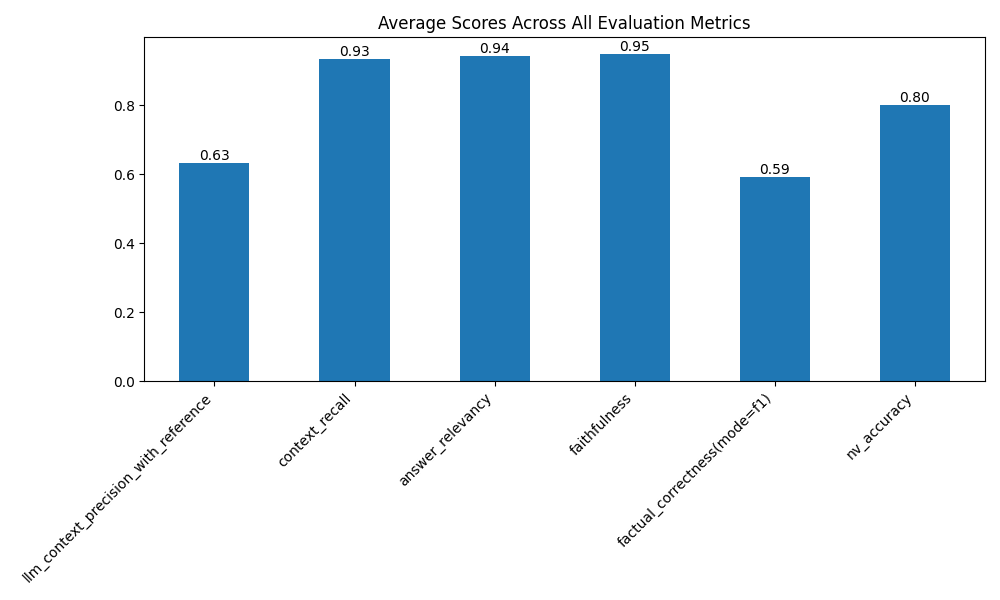 Average Scores Across All Evaluation Metrics
0.63
0.93
0.94
0.95
0.59
0.80
0.8
0.6
0.4
0.2
0.0
llm_context_precision_with_reference
context_recall
answer_relevancy
faithfulness
factual_correctness(mode=f1)
nv_accuracy